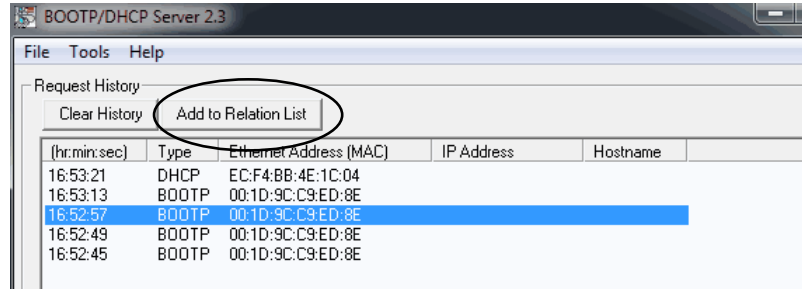 BOOTP/DHCP Server 2.3
File Tools Help
Request History
Clear History Add to Relation List
(hr:min:sec) Type Ethernet Address (MAC) IP Address Hostname
16:53:21 DHCP EC:F4:BB:4E:1C:04
16:53:13 BOOTP 00:1D:9C:C9:ED:8E
16:52:57 BOOTP 00:1D:9C:C9:ED:8E
16:52:49 BOOTP 00:1D:9C:C9:ED:8E
16:52:45 BOOTP 00:1D:9C:C9:ED:8E